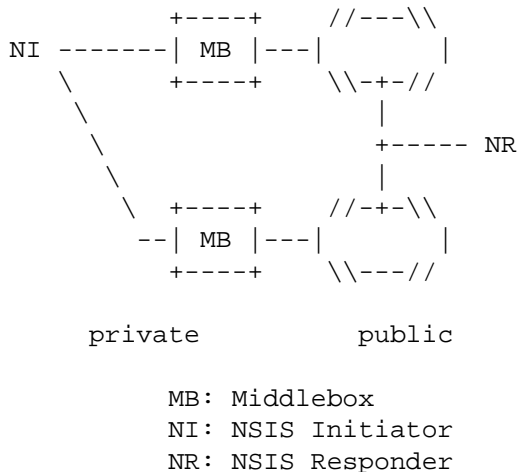 MB
NI
NR
MB
private public
MB: Middlebox
NI: NSIS Initiator
NR: NSIS Responder